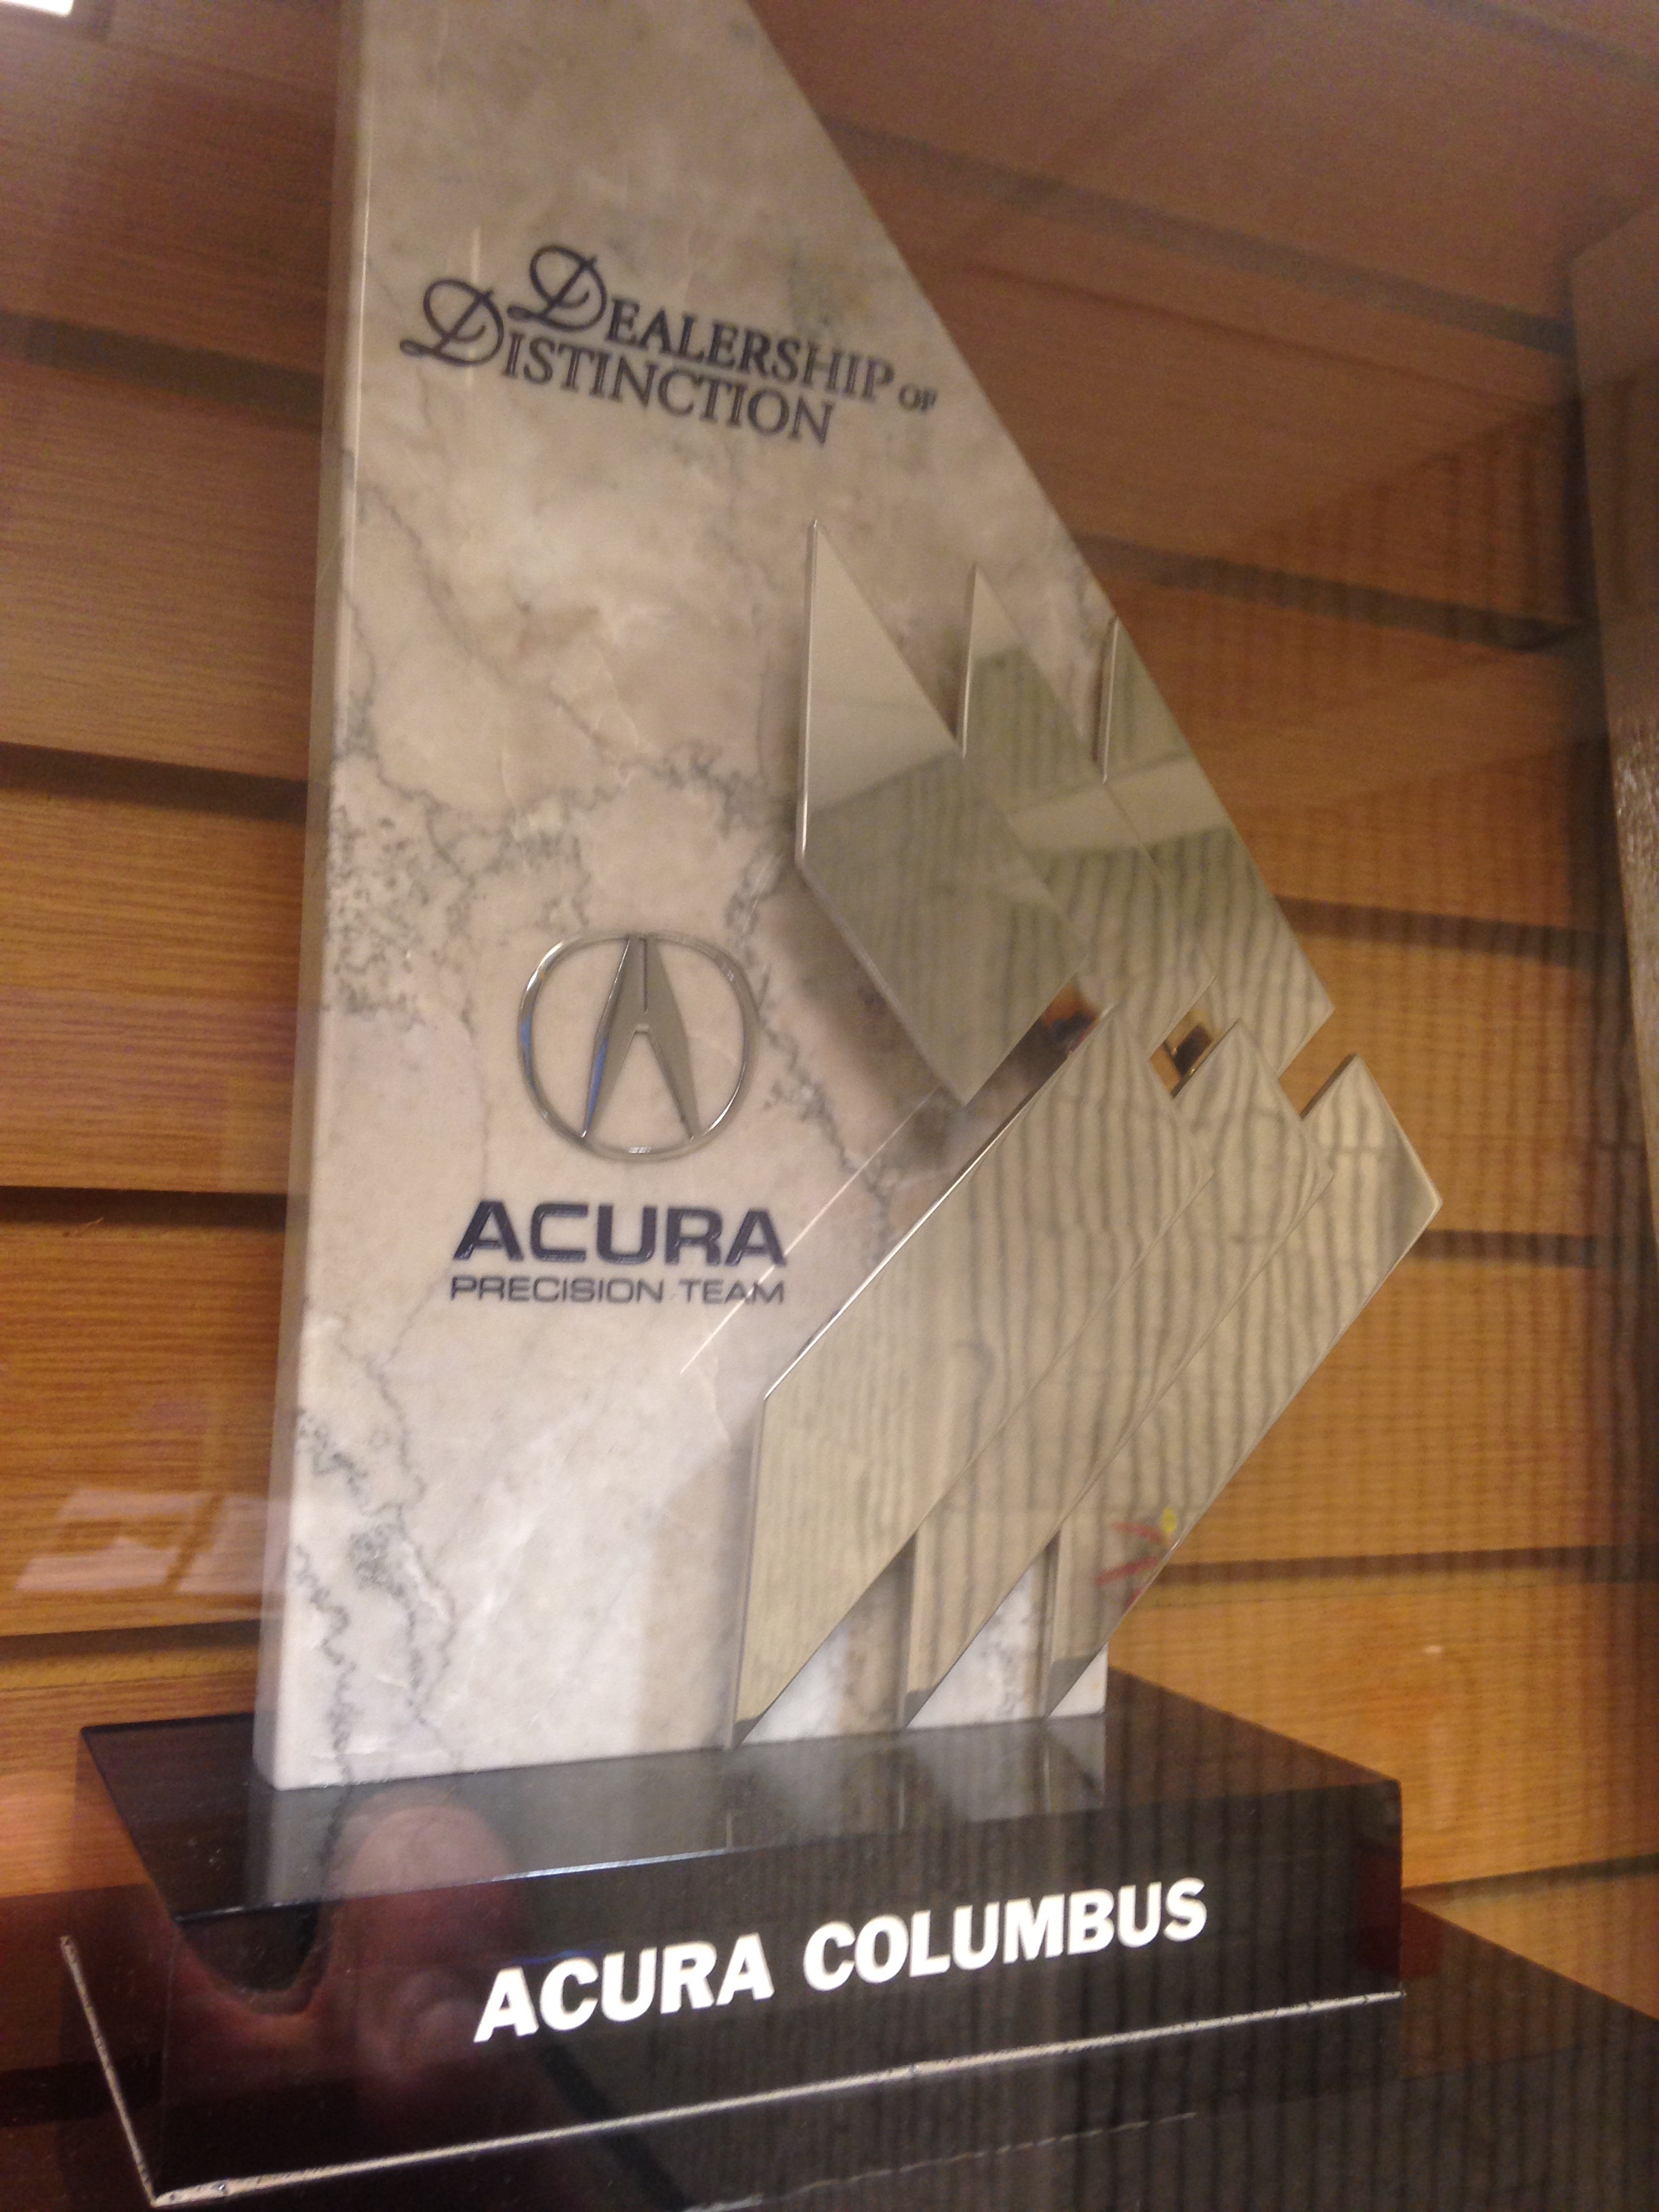 DEALERSHIP OF
DISTINCTION
ACURA
PRECISION TEAM
ACURA COLUMBUS